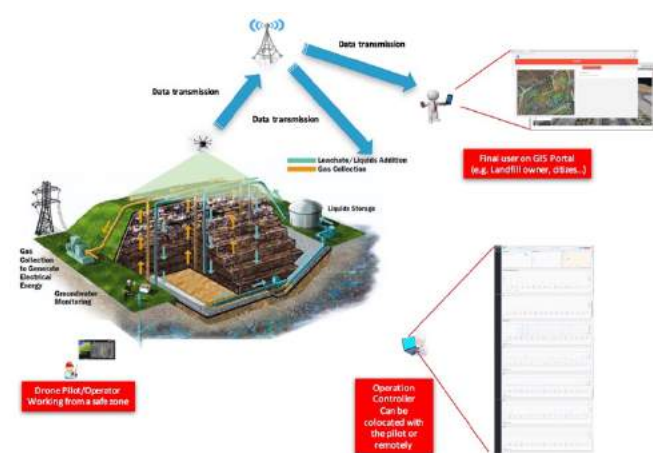 Data transmission
Data transmission
Data transmission
Leachate/Liquids Addition
Gas Collection
Final user on GIS Portal
(e.g. Landfill owner, citizes...)
Liquids Storage
Gas
Collection
to Generate
Electrical
Energy
Groundwater
Monitoring
Drone Pilot/Operator
Working from a safe zone
Operation
Controller
Can be
colocated with
the pilot or
remotely